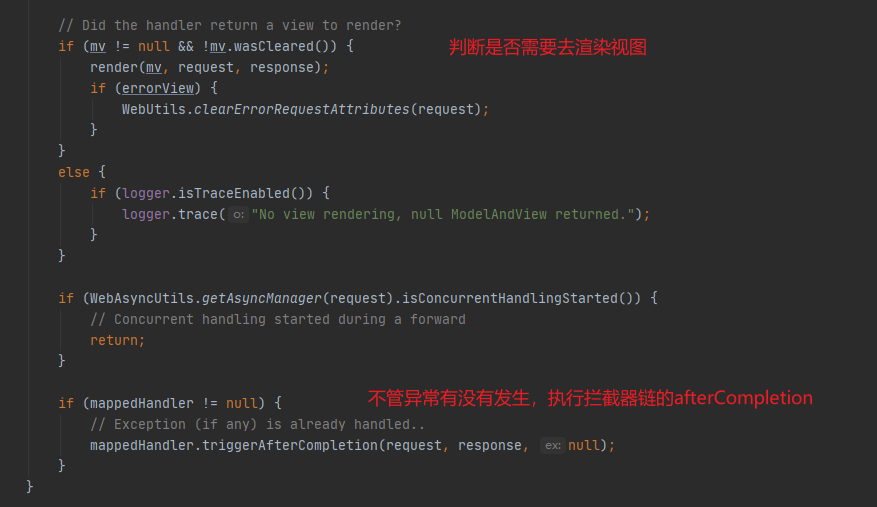 // Did the handler return a view to render?
if (mv != null && !mv.wasCleared()) { 判断是否需要去渲染视图
render(mv, request, response);
if (errorView) {
WebUtils.clearErrorRequestAttributes(request);
}
}
else {
if (logger.isTraceEnabled()) {
logger.trace( o: "No view rendering, null ModelAndView returned.");
}
}
if (WebAsyncUtils.getAsyncManager(request).isConcurrentHandlingStarted()) {
// Concurrent handling started during a forward
return;
}
if (mappedHandler != null) { 不管异常有没有发生，执行拦截器链的afterCompletion
// Exception (if any) is already handled..
mappedHandler.triggerAfterCompletion(request, response, ex: null);
}
}